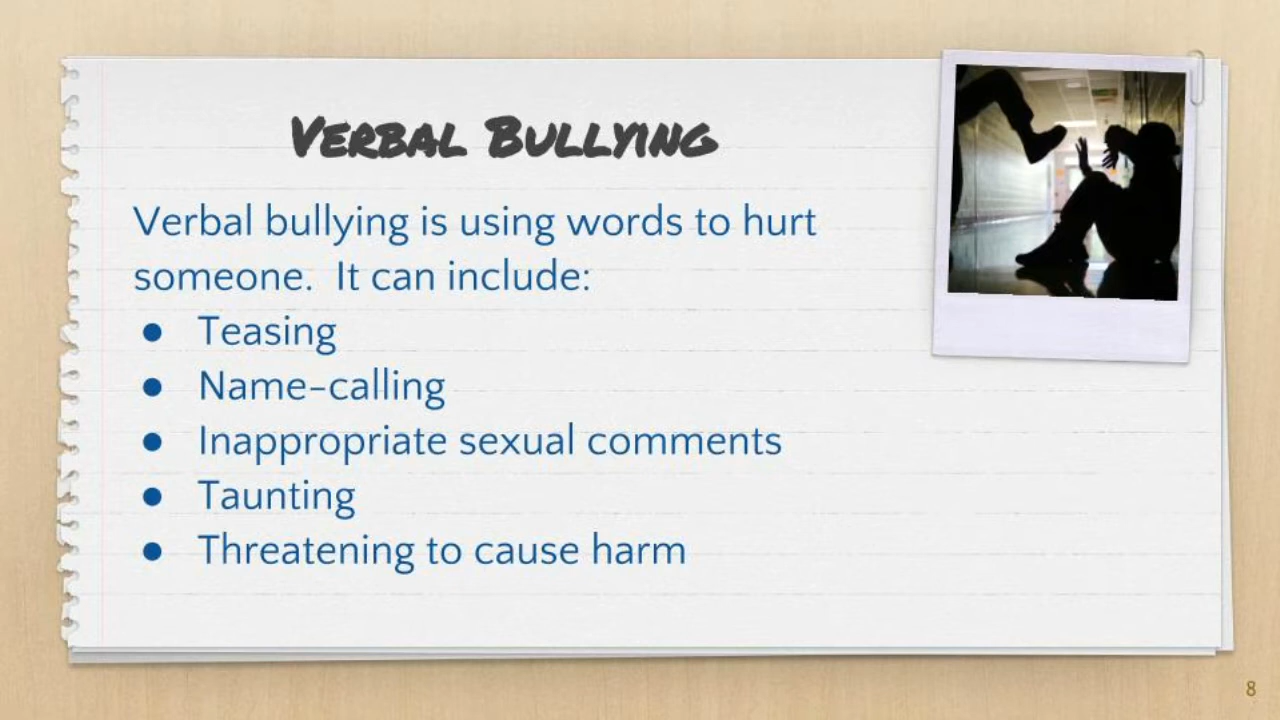 Verbal Bullying
Verbal bullying is using words to hurt
someone.  It can include:
● Teasing
● Name-calling
● Inappropriate sexual comments
● Taunting
● Threatening to cause harm
8